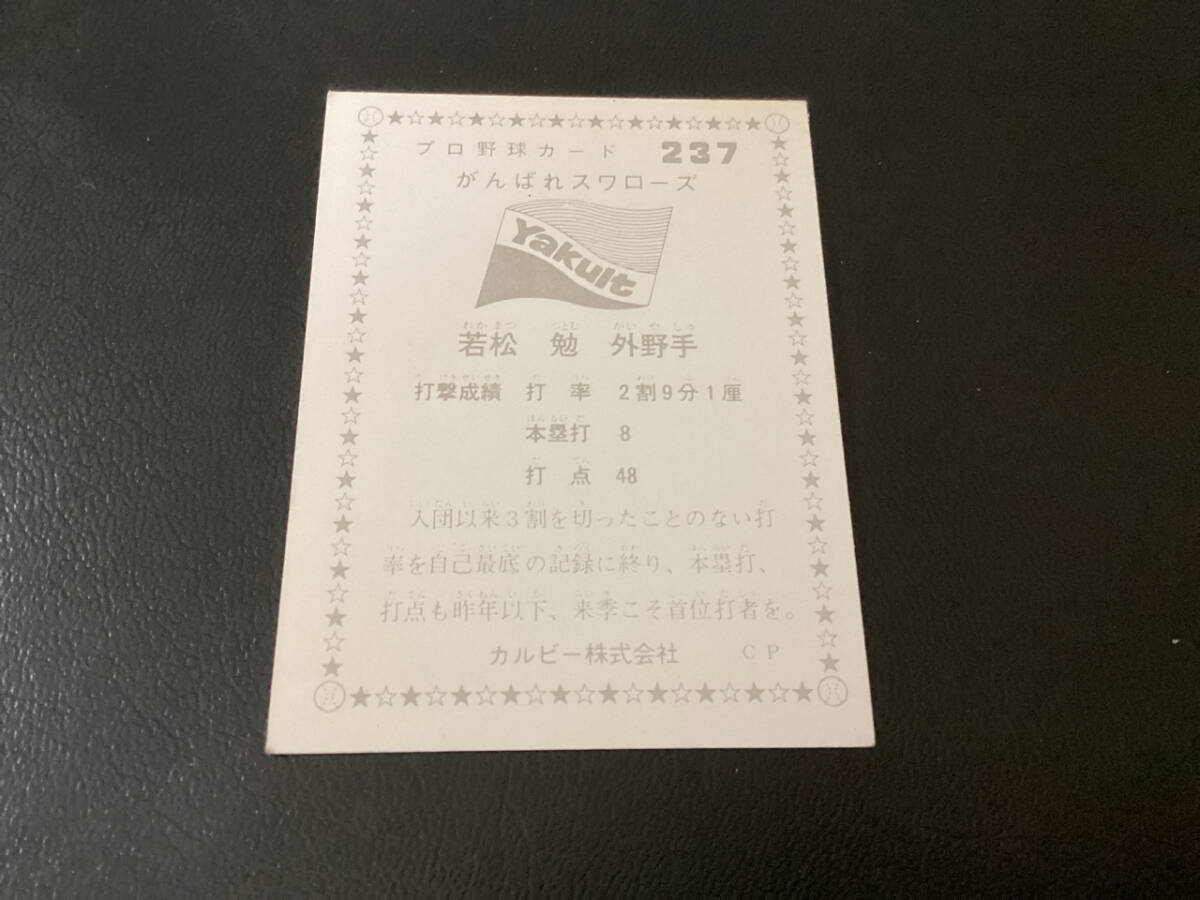 プロ野球カード 237
がんばれスワローズ
Yakult
若松 勉 外野手
打撃成績 打率 2割9分1厘
本塁打 8
打点 48
入団以来3割を切ったことのない打
率を自己最底の記録に終り、本塁打、
打点も昨年以下、来季こそ首位打者を。
カルビー株式会社 CP